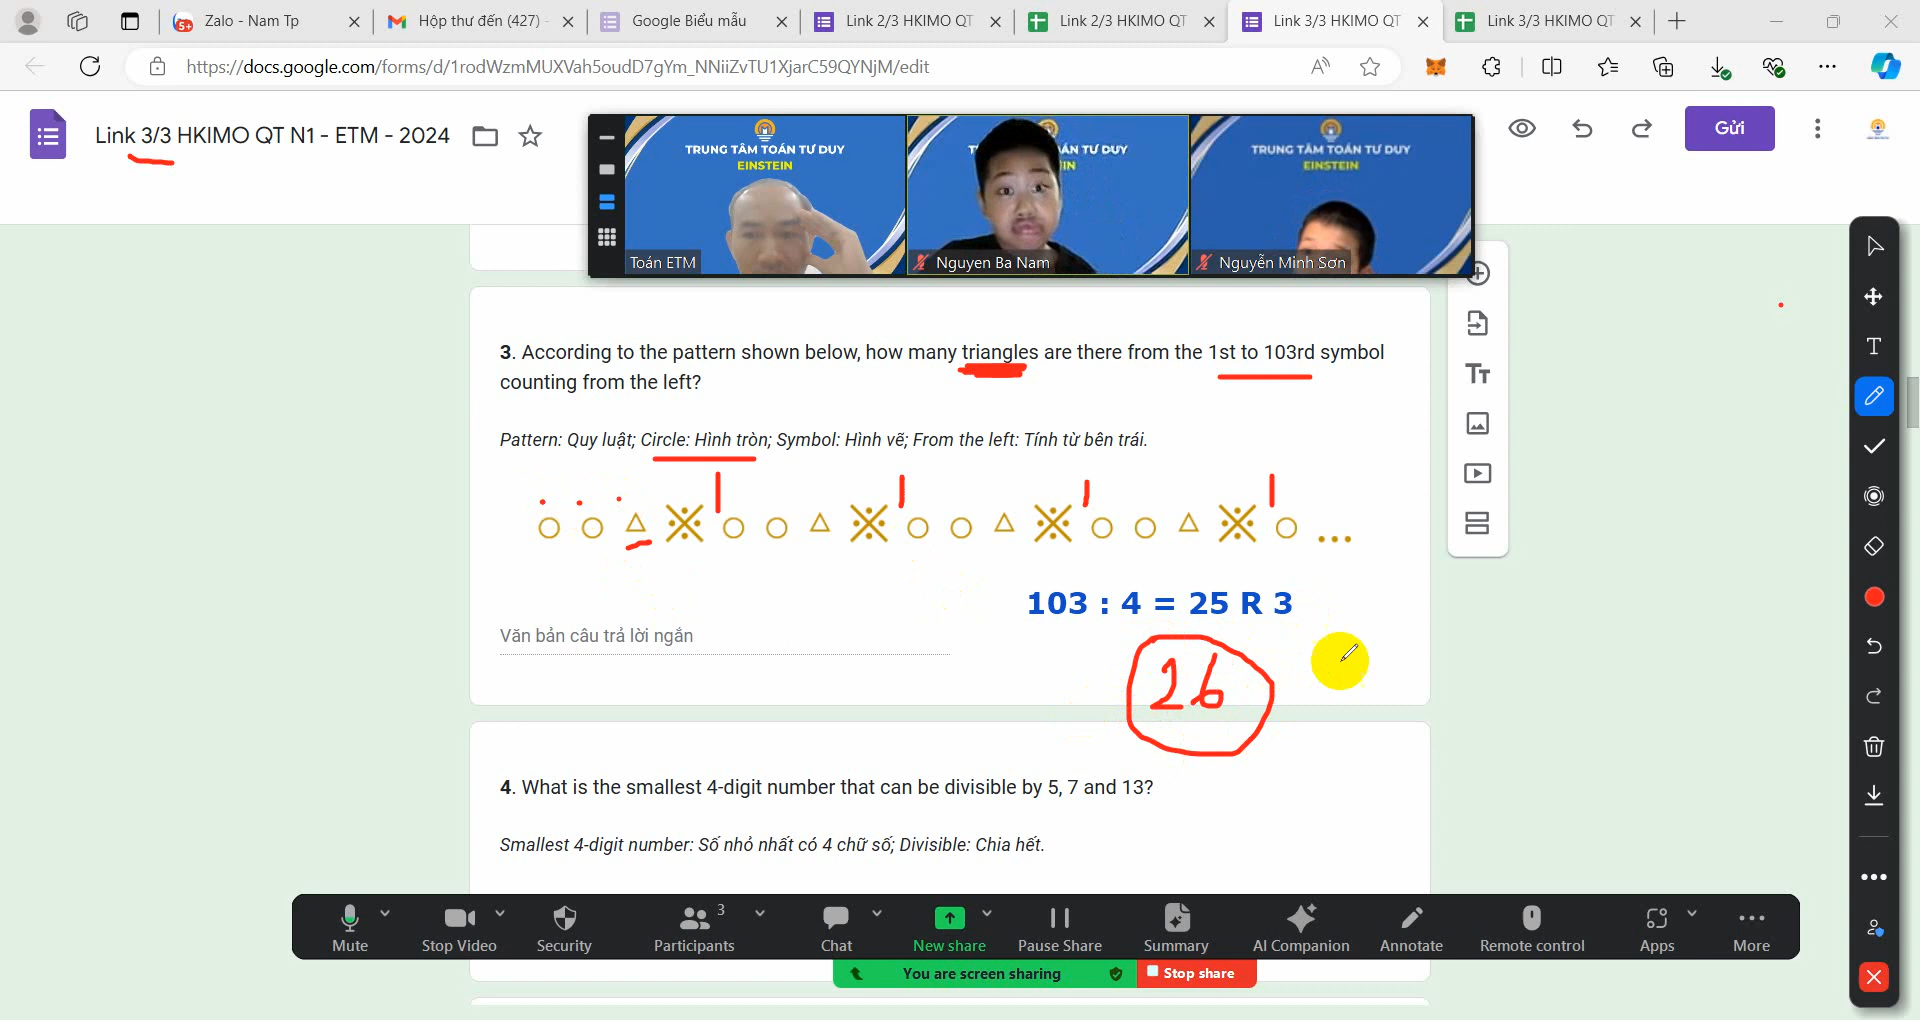 Zalo - Nam Tp
Hộp thư đến (427) -
Google Biểu mẫu
Link 2/3 HKIMO QT
Link 2/3 HKIMO QT
Link 3/3 HKIMO QT
Link 3/3 HKIMO QT
https://docs.google.com/forms/d/1rodWzmMUXVah5oudD7gYm_NNiiZvTU1XjarC59QYNjM/edit
Link 3/3 HKIMO QT N1 - ETM - 2024
Gửi
TRUNG TÂM TOÁN TƯ DUY
EINSTEIN
Toán ETM
Nguyen Ba Nam
TRUNG TÂM TOÁN TƯ DUY
EINSTEIN
Nguyễn Minh Sơn
3. According to the pattern shown below, how many triangles are there from the 1st to 103rd symbol
counting from the left?
Pattern: Quy luật; Circle: Hình tròn; Symbol: Hình vẽ; From the left: Tính từ bên trái.
103 : 4 = 25 R 3
Văn bản câu trả lời ngắn
26
4. What is the smallest 4-digit number that can be divisible by 5, 7 and 13?
Smallest 4-digit number: Số nhỏ nhất có 4 chữ số; Divisible: Chia hết.
Mute
Stop Video
Security
Participants
3
Chat
New share
Pause Share
Summary
AI Companion
Annotate
Remote control
Apps
More
You are screen sharing
Stop share